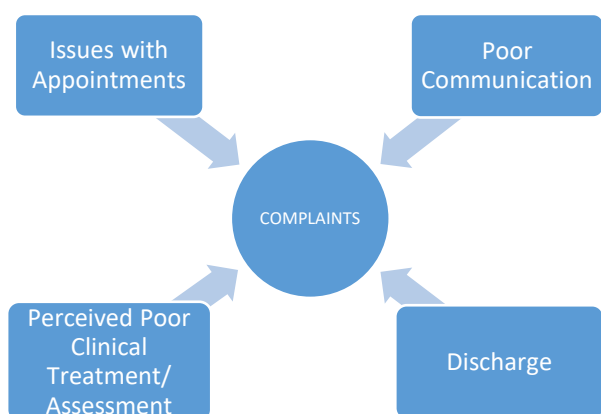 Issues with
Appointments
Poor
Communication
COMPLAINTS
Perceived Poor
Clinical
Treatment/
Assessment
Discharge